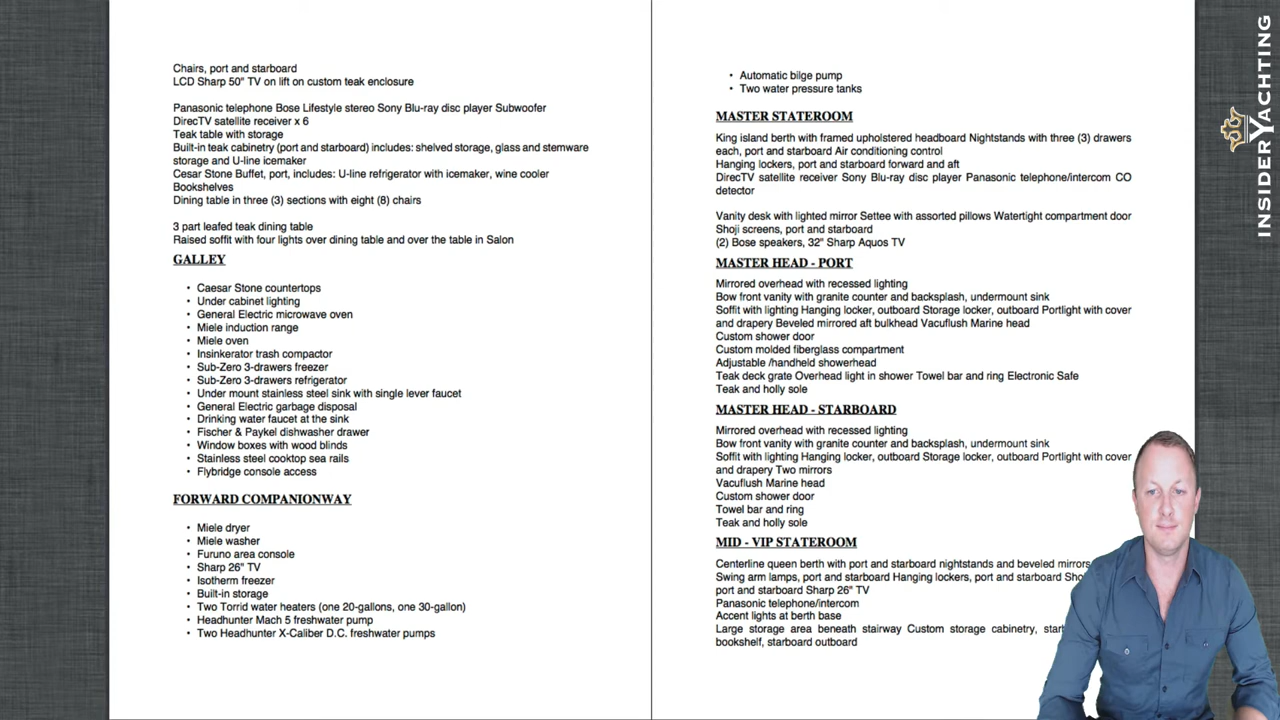 Chairs, port and starboard
LCD Sharp 50" TV on lift on custom teak enclosure
Panasonic telephone Bose Lifestyle stereo Sony Blu-ray disc player Subwoofer
DirecTV satellite receiver x 6
Teak table with storage
Built-in teak cabinetry (port and starboard) includes: shelved storage, glass and stemware
storage and U-line icemaker
Cesar Stone Buffet, port, includes: U-line refrigerator with icemaker, wine cooler
Bookshelves
Dining table in three (3) sections with eight (8) chairs
3 part leafed teak dining table
Raised soffit with four lights over dining table and over the table in Salon
GALLEY
• Caesar Stone countertops
• Under cabinet lighting
• General Electric microwave oven
• Miele induction range
• Miele oven
• Insinkerator trash compactor
• Sub-Zero 3-drawers freezer
• Sub-Zero 3-drawers refrigerator
• Under mount stainless steel sink with single lever faucet
• General Electric garbage disposal
• Drinking water faucet at the sink
• Fischer & Paykel dishwasher drawer
• Window boxes with wood blinds
• Stainless steel cooktop sea rails
• Flybridge console access
FORWARD COMPANIONWAY
• Miele dryer
• Miele washer
• Furuno area console
• Sharp 26" TV
• Isotherm freezer
• Built-in storage
• Two Torrid water heaters (one 20-gallons, one 30-gallon)
• Headhunter Mach 5 freshwater pump
• Two Headhunter X-Caliber D.C. freshwater pumps
• Automatic bilge pump
• Two water pressure tanks
MASTER STATEROOM
King island berth with framed upholstered headboard Nightstands with three (3) drawers
each, port and starboard Air conditioning control
Hanging lockers, port and starboard forward and aft
DirecTV satellite receiver Sony Blu-ray disc player Panasonic telephone/intercom CO
detector
Vanity desk with lighted mirror Settee with assorted pillows Watertight compartment door
Shoji screens, port and starboard
(2) Bose speakers, 32" Sharp Aquos TV
MASTER HEAD - PORT
Mirrored overhead with recessed lighting
Bow front vanity with granite counter and backsplash, undermount sink
Soffit with lighting Hanging locker, outboard Storage locker, outboard Portlight with cover
and drapery Beveled mirrored aft bulkhead Vacuflush Marine head
Custom shower door
Custom molded fiberglass compartment
Adjustable /handheld showerhead
Teak deck grate Overhead light in shower Towel bar and ring Electronic Safe
Teak and holly sole
MASTER HEAD - STARBOARD
Mirrored overhead with recessed lighting
Bow front vanity with granite counter and backsplash, undermount sink
Soffit with lighting Hanging locker, outboard Storage locker, outboard Portlight with cover
and drapery Two mirrors
Vacuflush Marine head
Custom shower door
Towel bar and ring
Teak and holly sole
MID - VIP STATEROOM
Centerline queen berth with port and starboard nightstands and beveled mirrors
Swing arm lamps, port and starboard Hanging lockers, port and starboard
port and starboard Sharp 26" TV
Panasonic telephone/intercom
Accent lights at berth base
Large storage area beneath stairway Custom storage cabinetry,
bookshelf, starboard outboard
INSIDER YACHTING